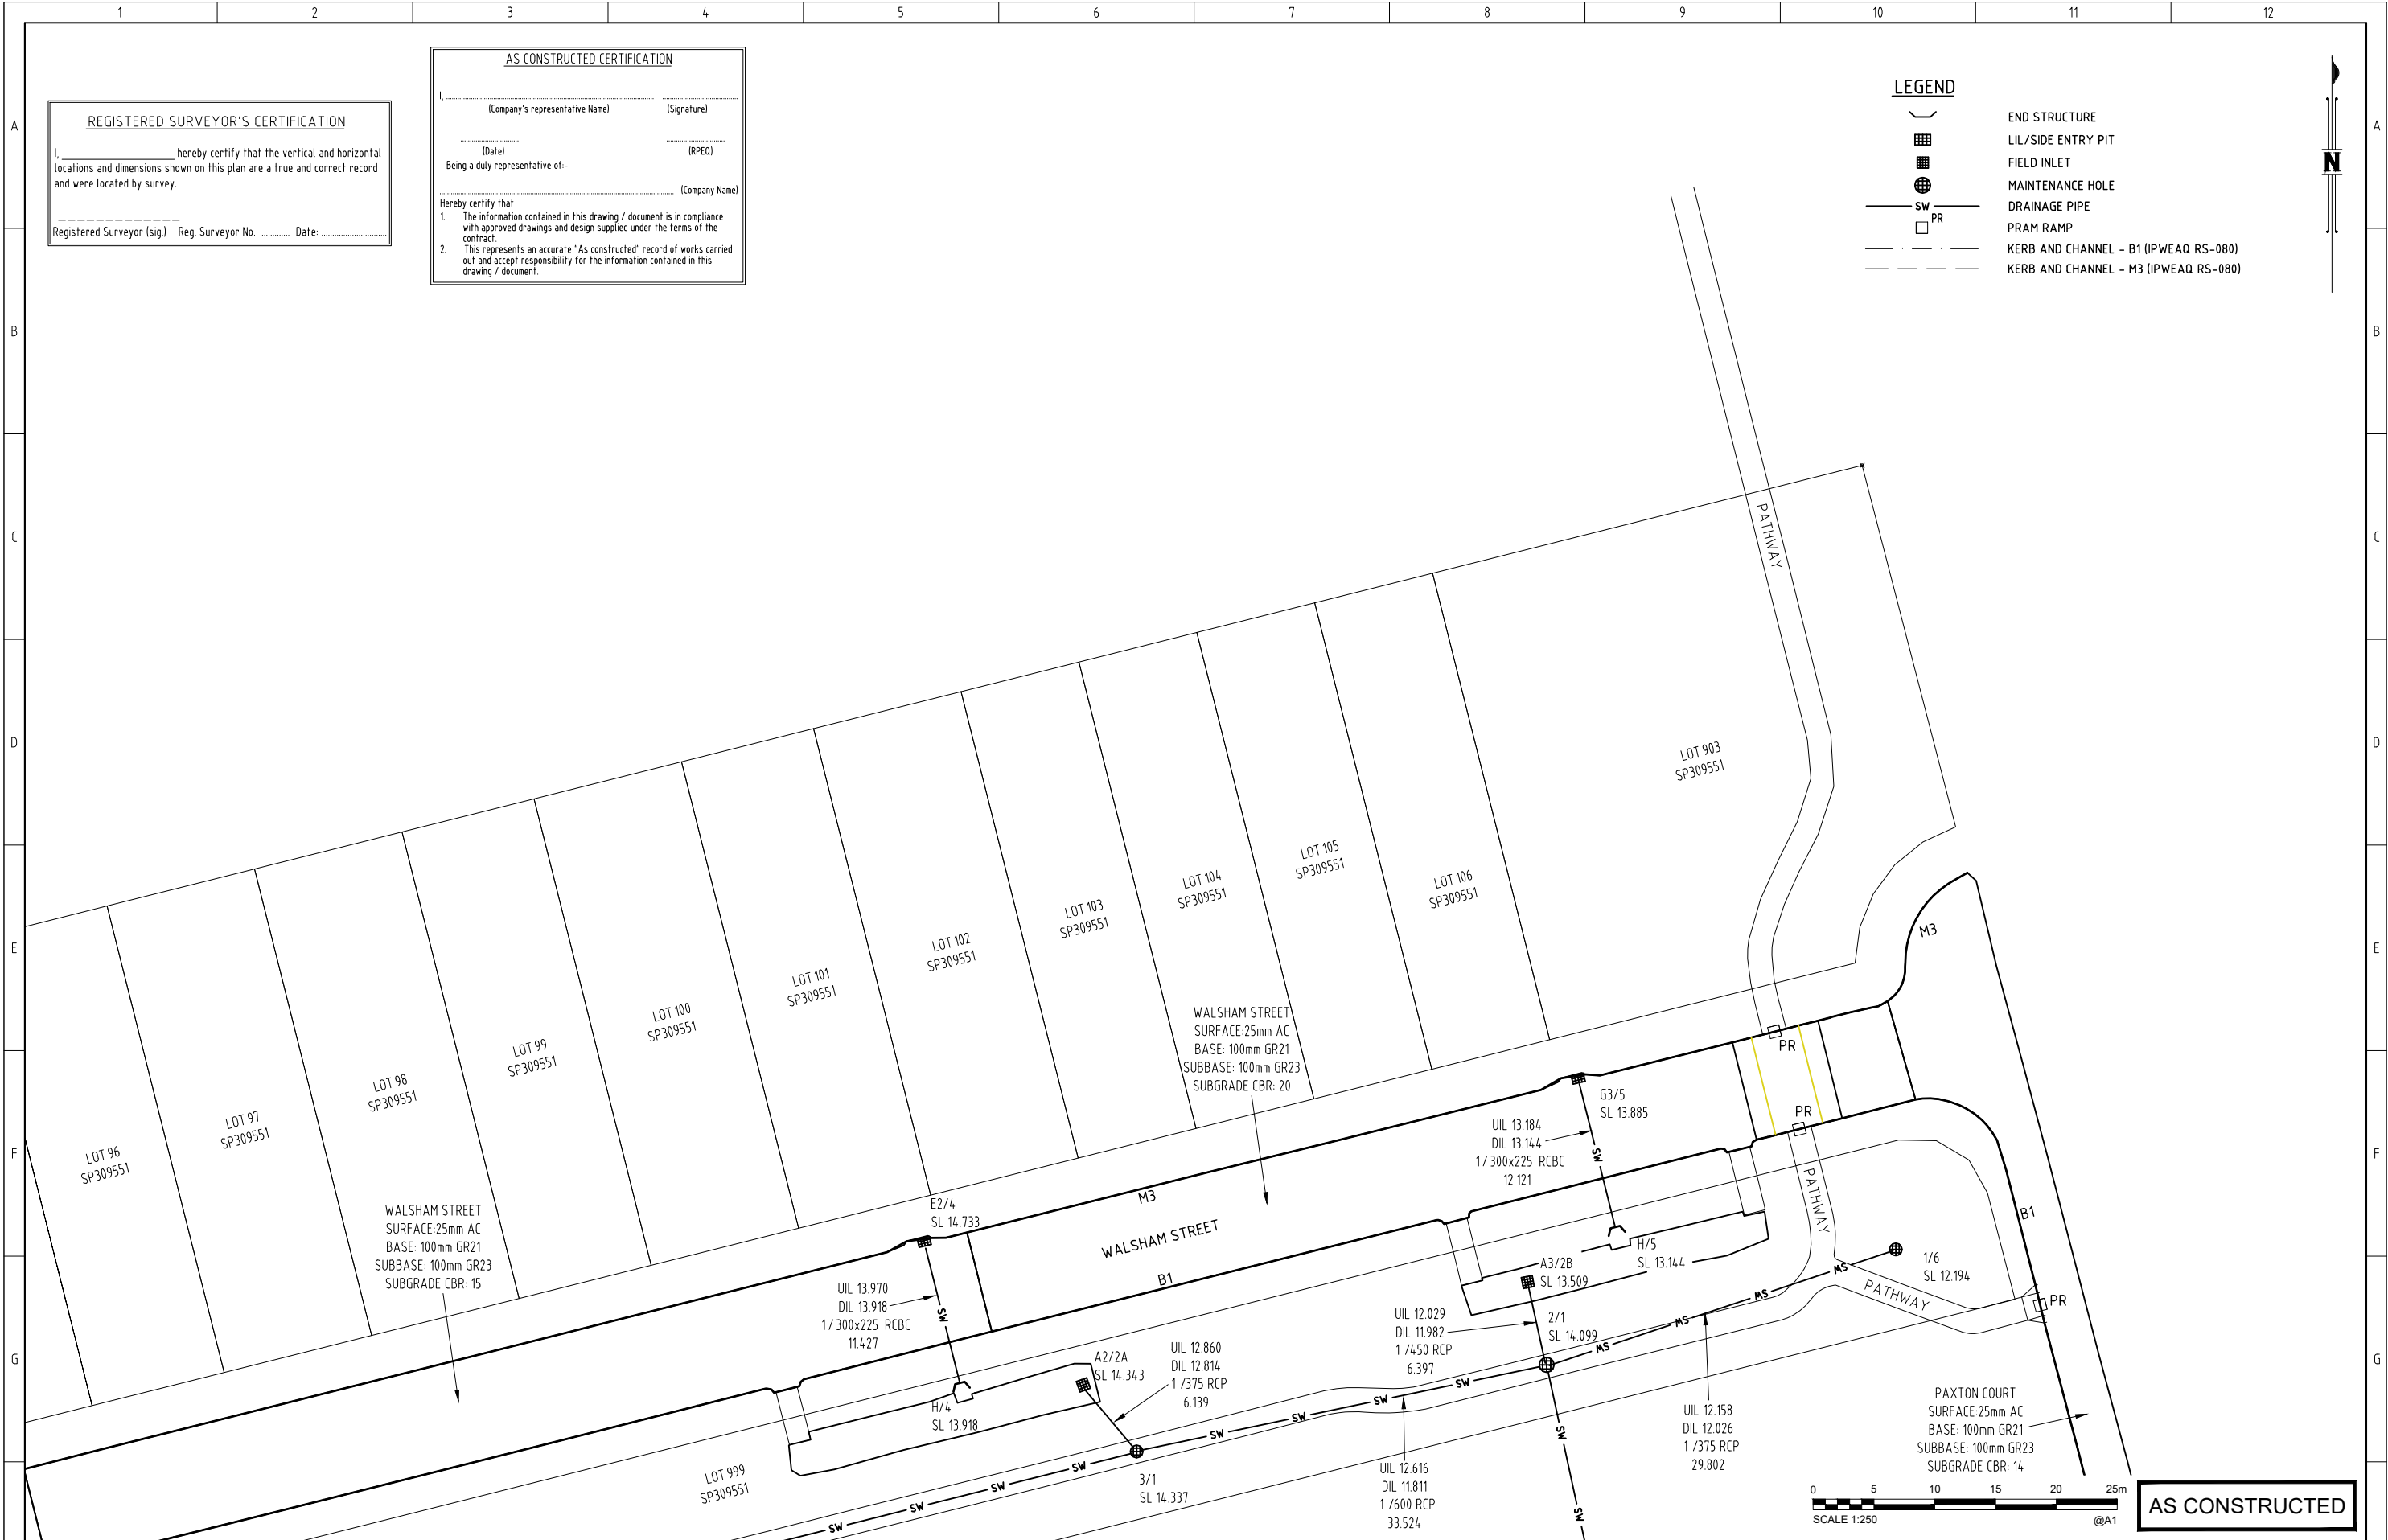 1 2 3 4 5 6 7 8 9 10 11 12
A
B
C
D
E
F
G
REGISTERED SURVEYOR'S CERTIFICATION
I, ____________________ hereby certify that the vertical and horizontal
locations and dimensions shown on this plan are a true and correct record
and were located by survey.
_____________
Registered Surveyor (sig.) Reg. Surveyor No. ............ Date: ............................
AS CONSTRUCTED CERTIFICATION
I, ........................................
(Company's representative Name) (Signature)
(Date) (RPEQ)
Being a duly representative of:-
........................................ (Company Name)
Hereby certify that
1. The information contained in this drawing / document is in compliance
with approved drawings and design supplied under the terms of the
contract.
2. This represents an accurate "As constructed" record of works carried
out and accept responsibility for the information contained in this
drawing / document.
LEGEND
END STRUCTURE
LIL/SIDE ENTRY PIT
FIELD INLET
MAINTENANCE HOLE
SW DRAINAGE PIPE
PR PRAM RAMP
KERB AND CHANNEL - B1 (IPWEAQ RS-080)
KERB AND CHANNEL - M3 (IPWEAQ RS-080)
N
A
B
C
D
E
F
G
PATHWAY
LOT 903
SP309551
LOT 106
SP309551
LOT 105
SP309551
LOT 104
SP309551
LOT 103
SP309551
LOT 102
SP309551
LOT 101
SP309551
LOT 100
SP309551
LOT 99
SP309551
LOT 98
SP309551
LOT 97
SP309551
LOT 96
SP309551
M3
WALSHAM STREET
SURFACE:25mm AC
BASE: 100mm GR21
SUBBASE: 100mm GR23
SUBGRADE CBR: 20
PR
PR
G3/5
SL 13.885
UIL 13.184
DIL 13.144
1/ 300x225 RCBC
12.121
SW
PATHWAY
B1
WALSHAM STREET
SURFACE:25mm AC
BASE: 100mm GR21
SUBBASE: 100mm GR23
SUBGRADE CBR: 15
E2/4
SL 14.733
M3
WALSHAM STREET
B1
H/5
SL 13.144
A3/2B
SL 13.509
1/6
SL 12.194
SW
SW
SW
SW
PATHWAY
PR
UIL 13.970
DIL 13.918
1/ 300x225 RCBC
11.427
SW
UIL 12.029
DIL 11.982
1 /450 RCP
6.397
2/1
SL 14.099
A2/2A
SL 14.343
UIL 12.860
DIL 12.814
1 /375 RCP
6.139
H/4
SL 13.918
SW
SW
SW
SW
SW
SW
SW
SW
SW
UIL 12.158
DIL 12.026
1 /375 RCP
29.802
PAXTON COURT
SURFACE:25mm AC
BASE: 100mm GR21
SUBBASE: 100mm GR23
SUBGRADE CBR: 14
LOT 999
SP309551
3/1
SL 14.337
UIL 12.616
DIL 11.811
1 /600 RCP
33.524
0 5 10 15 20 25m
SCALE 1:250 @A1
AS CONSTRUCTED